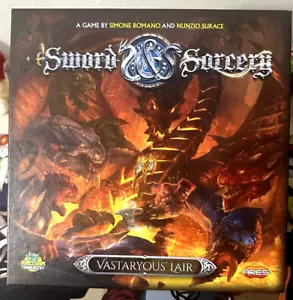 A GAME BY SIMONE ROMANO AND NUNZIO SURACE
Sword & Sorcery
VASTARYOUS' LAIR
ARES